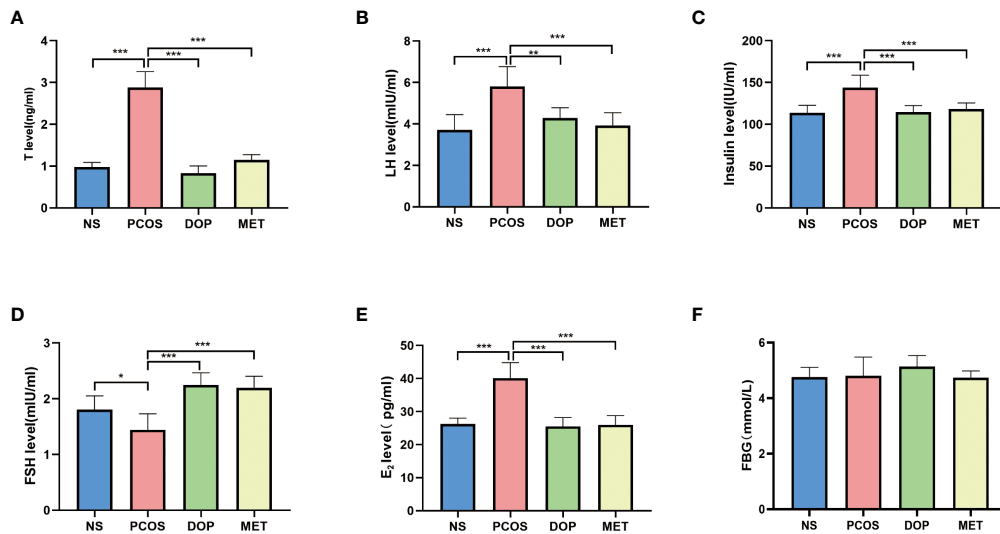 A
T level(ng/ml)
4
3
2
1
0
***
***
***
NS PCOS DOP MET
B
LH level(mIU/ml)
8
6
4
2
0
***
**
***
NS PCOS DOP MET
C
Insulin level(IU/ml)
200
150
100
50
0
***
***
***
NS PCOS DOP MET
D
FSH level(mIU/ml)
3
2
1
0
*
***
***
NS PCOS DOP MET
E
E₂ level（pg/ml)
50
40
30
20
10
0
***
***
***
NS PCOS DOP MET
F
FBG（mmol/L)
6
4
2
0
NS PCOS DOP MET